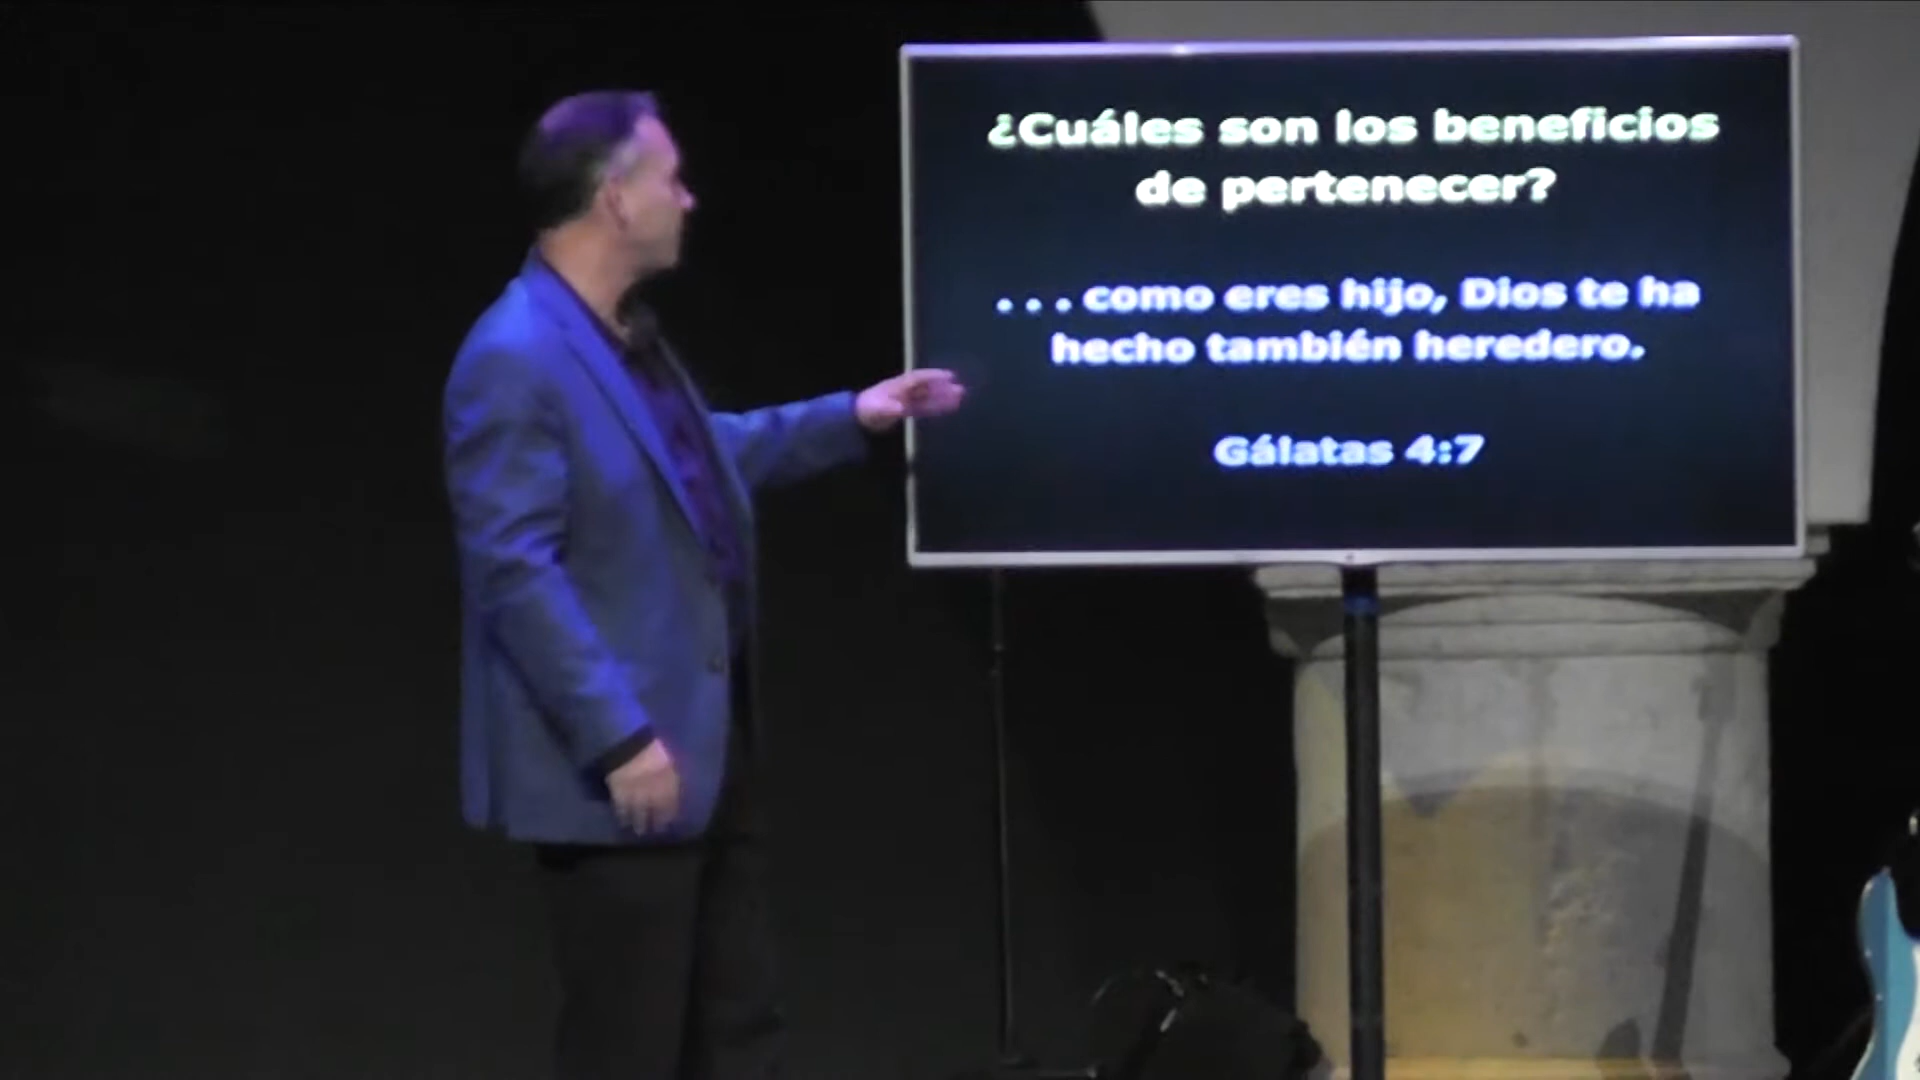 ¿Cuáles son los beneficios
de pertenecer?
. . . como eres hijo, Dios te ha
hecho también heredero.
Gálatas 4:7